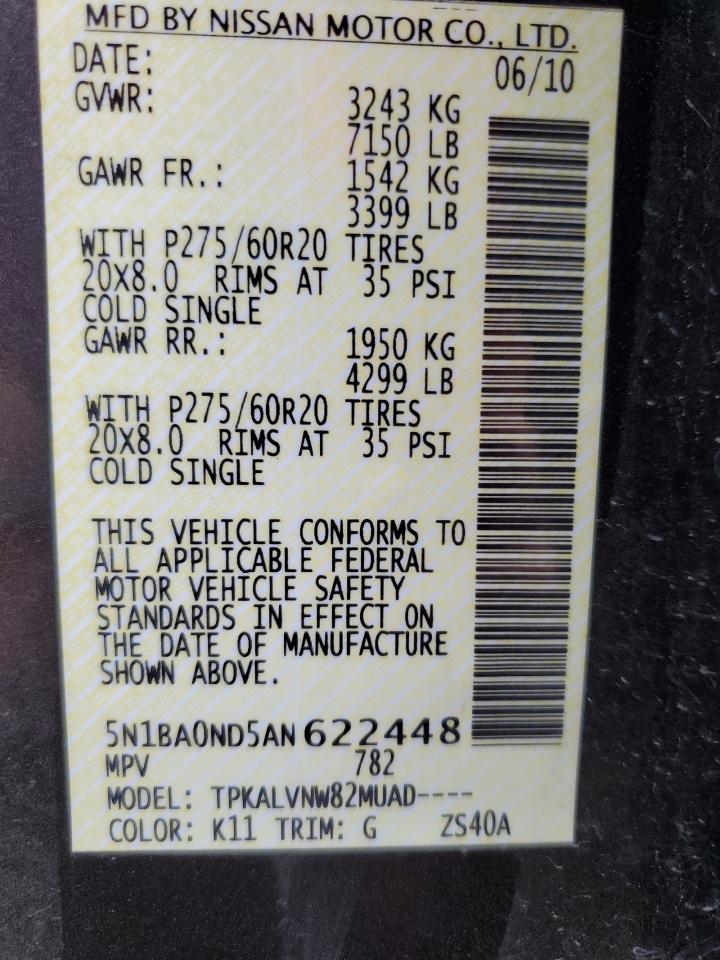 MFD BY NISSAN MOTOR CO., LTD.
DATE: 06/10
GVWR: 3243 KG
7150 LB
GAWR FR.: 1542 KG
3399 LB
WITH P275/60R20 TIRES
20X8.0 RIMS AT 35 PSI
COLD SINGLE
GAWR RR.: 1950 KG
4299 LB
WITH P275/60R20 TIRES
20X8.0 RIMS AT 35 PSI
COLD SINGLE
THIS VEHICLE CONFORMS TO
ALL APPLICABLE FEDERAL
MOTOR VEHICLE SAFETY
STANDARDS IN EFFECT ON
THE DATE OF MANUFACTURE
SHOWN ABOVE.
5N1BA0ND5AN622448
MPV 782
MODEL: TPKALVNW82MUAD----
COLOR: K11 TRIM: G ZS40A